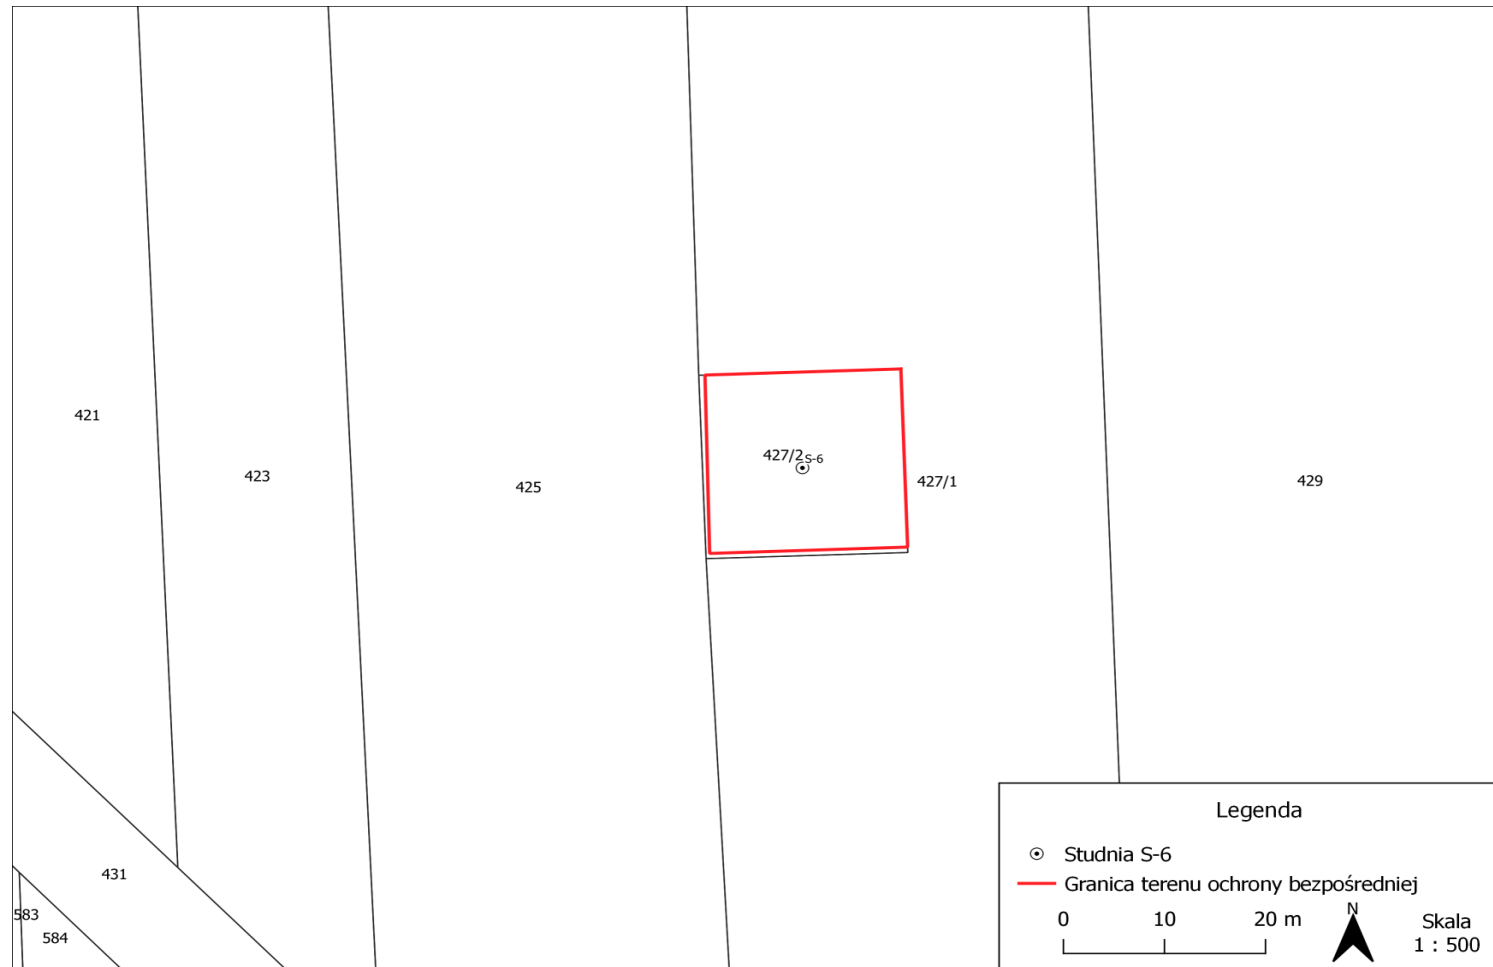 421
423
425
427/2
S-6
427/1
429
431
583
584
Legenda
Studnia S-6
Granica terenu ochrony bezpośredniej
0 10 20 m
N
Skala
1 : 500